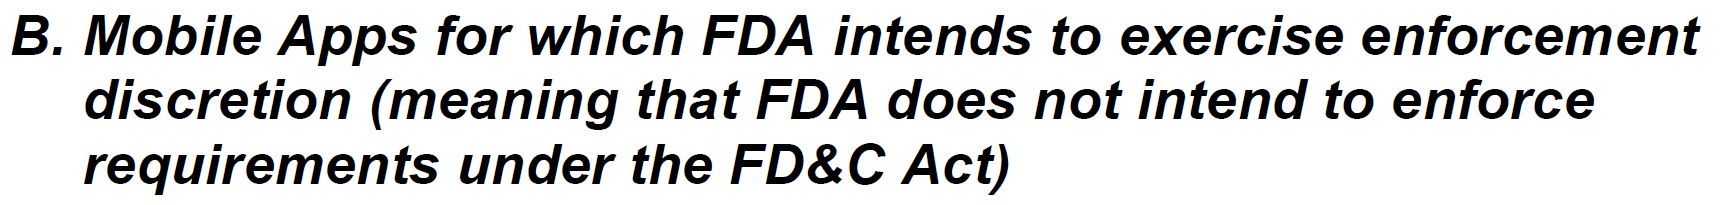 B. Mobile Apps for which FDA intends to exercise enforcement
discretion (meaning that FDA does not intend to enforce
requirements under the FD&C Act)